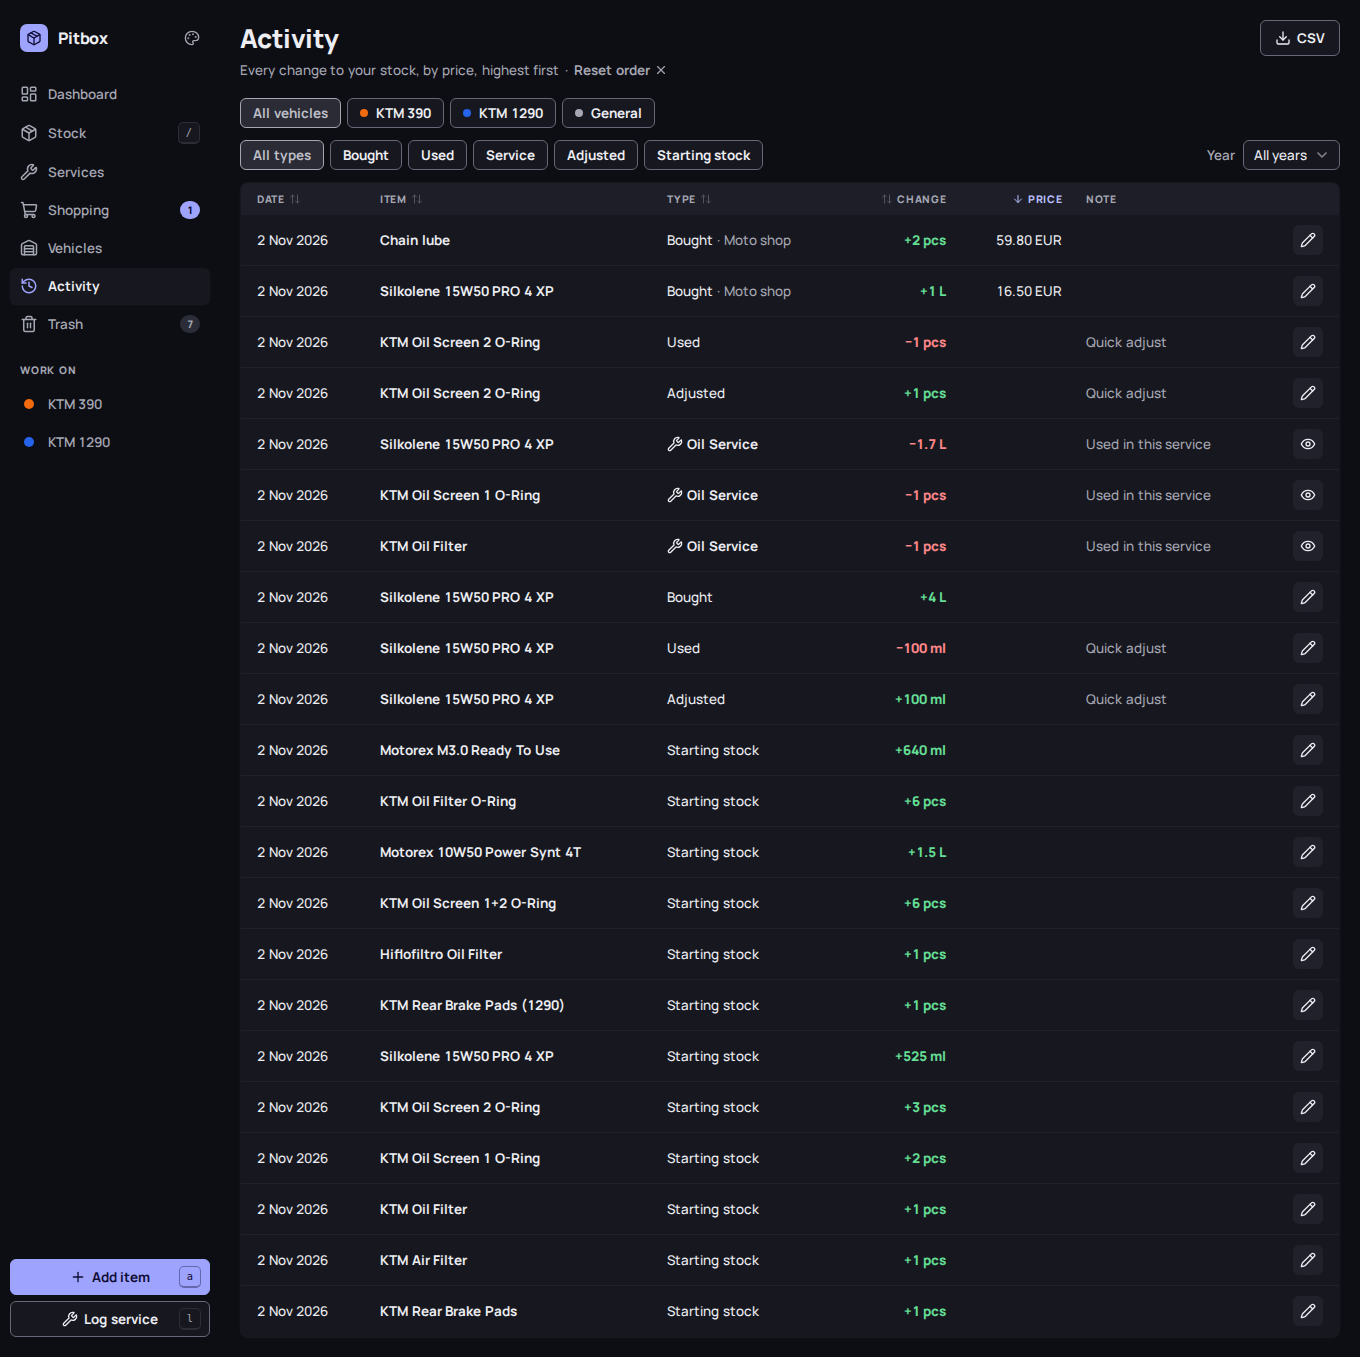 Pitbox
Dashboard
Stock /
Services
Shopping 1
Vehicles
Activity
Trash 7
WORK ON
KTM 390
KTM 1290
Add item a
Log service l
Activity
CSV
Every change to your stock, by price, highest first · Reset order ×
All vehicles KTM 390 KTM 1290 General
All types Bought Used Service Adjusted Starting stock Year All years
DATE ITEM TYPE CHANGE PRICE NOTE
2 Nov 2026 Chain lube Bought · Moto shop +2 pcs 59.80 EUR
2 Nov 2026 Silkolene 15W50 PRO 4 XP Bought · Moto shop +1 L 16.50 EUR
2 Nov 2026 KTM Oil Screen 2 O-Ring Used −1 pcs Quick adjust
2 Nov 2026 KTM Oil Screen 2 O-Ring Adjusted +1 pcs Quick adjust
2 Nov 2026 Silkolene 15W50 PRO 4 XP Oil Service −1.7 L Used in this service
2 Nov 2026 KTM Oil Screen 1 O-Ring Oil Service −1 pcs Used in this service
2 Nov 2026 KTM Oil Filter Oil Service −1 pcs Used in this service
2 Nov 2026 Silkolene 15W50 PRO 4 XP Bought +4 L
2 Nov 2026 Silkolene 15W50 PRO 4 XP Used −100 ml Quick adjust
2 Nov 2026 Silkolene 15W50 PRO 4 XP Adjusted +100 ml Quick adjust
2 Nov 2026 Motorex M3.0 Ready To Use Starting stock +640 ml
2 Nov 2026 KTM Oil Filter O-Ring Starting stock +6 pcs
2 Nov 2026 Motorex 10W50 Power Synt 4T Starting stock +1.5 L
2 Nov 2026 KTM Oil Screen 1+2 O-Ring Starting stock +6 pcs
2 Nov 2026 Hiflofiltro Oil Filter Starting stock +1 pcs
2 Nov 2026 KTM Rear Brake Pads (1290) Starting stock +1 pcs
2 Nov 2026 Silkolene 15W50 PRO 4 XP Starting stock +525 ml
2 Nov 2026 KTM Oil Screen 2 O-Ring Starting stock +3 pcs
2 Nov 2026 KTM Oil Screen 1 O-Ring Starting stock +2 pcs
2 Nov 2026 KTM Oil Filter Starting stock +1 pcs
2 Nov 2026 KTM Air Filter Starting stock +1 pcs
2 Nov 2026 KTM Rear Brake Pads Starting stock +1 pcs